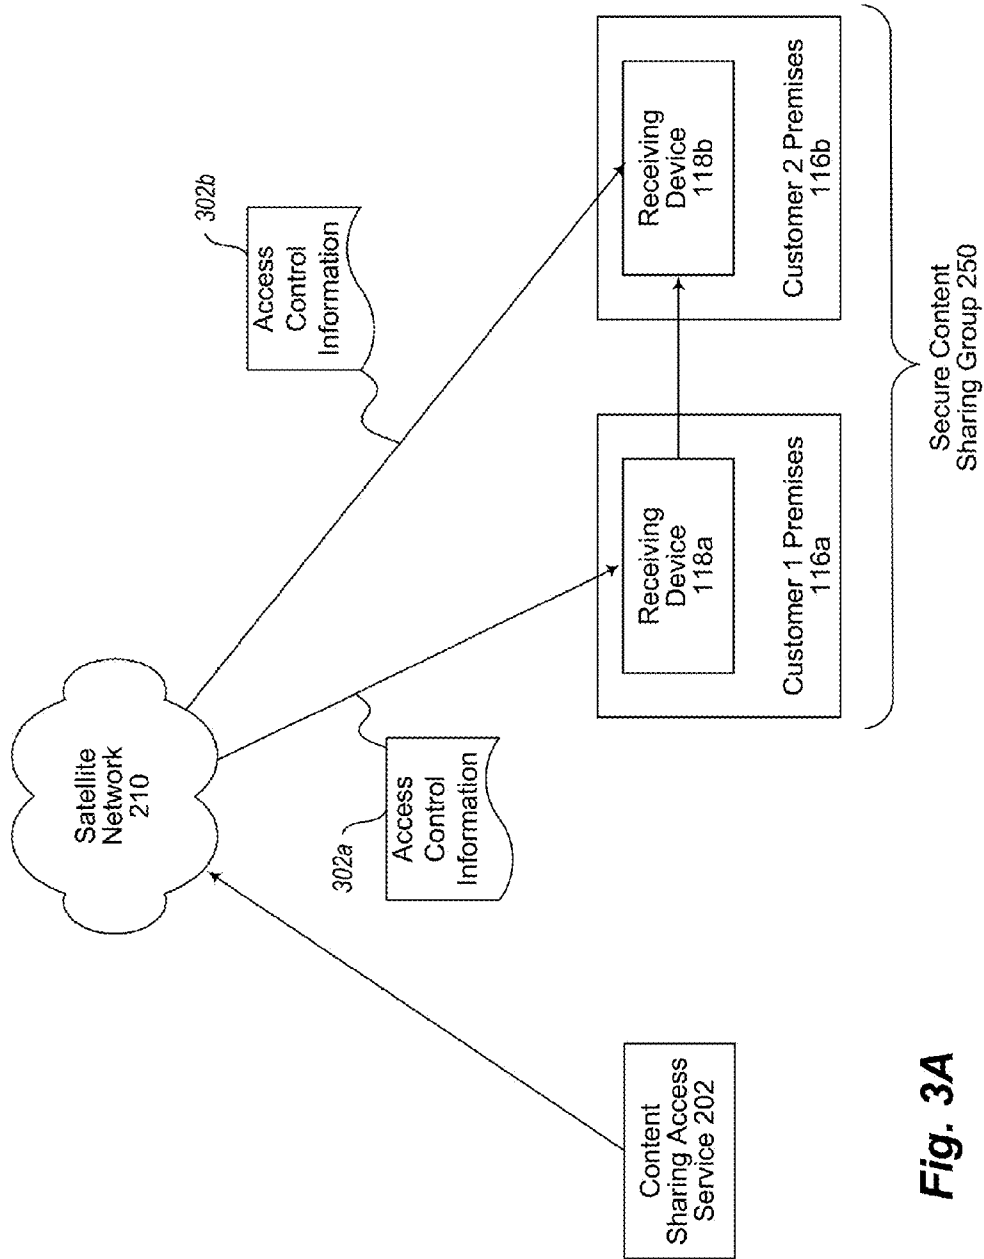 Satellite
Network
210
302b
Access
Control
Information
302a
Access
Control
Information
Content
Sharing Access
Service 202
Receiving
Device
118a
Customer 1 Premises
116a
Receiving
Device
118b
Customer 2 Premises
116b
Secure Content
Sharing Group 250
Fig. 3A